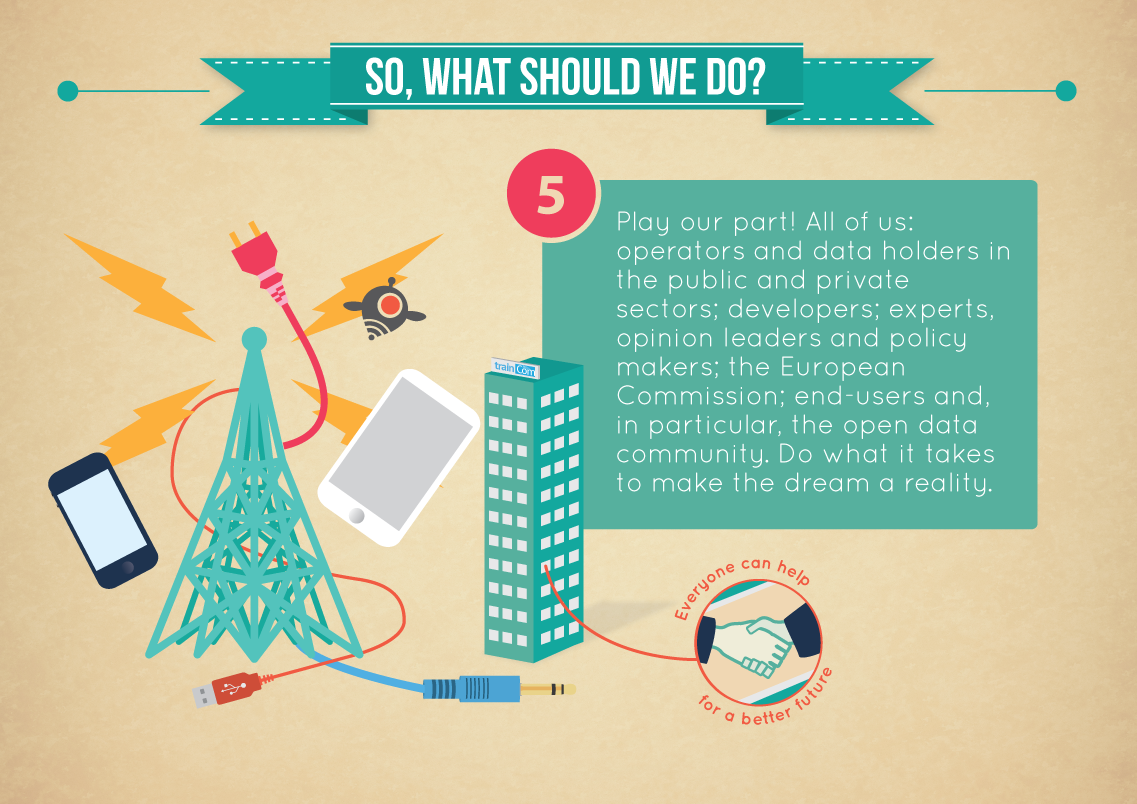 SO, WHAT SHOULD WE DO?
5
Play our part! All of us:
operators and data holders in
the public and private
sectors; developers; experts,
opinion leaders and policy
makers; the European
Commission; end-users and,
in particular, the open data
community. Do what it takes
to make the dream a reality.
trainCom
Everyone can help
for a better future